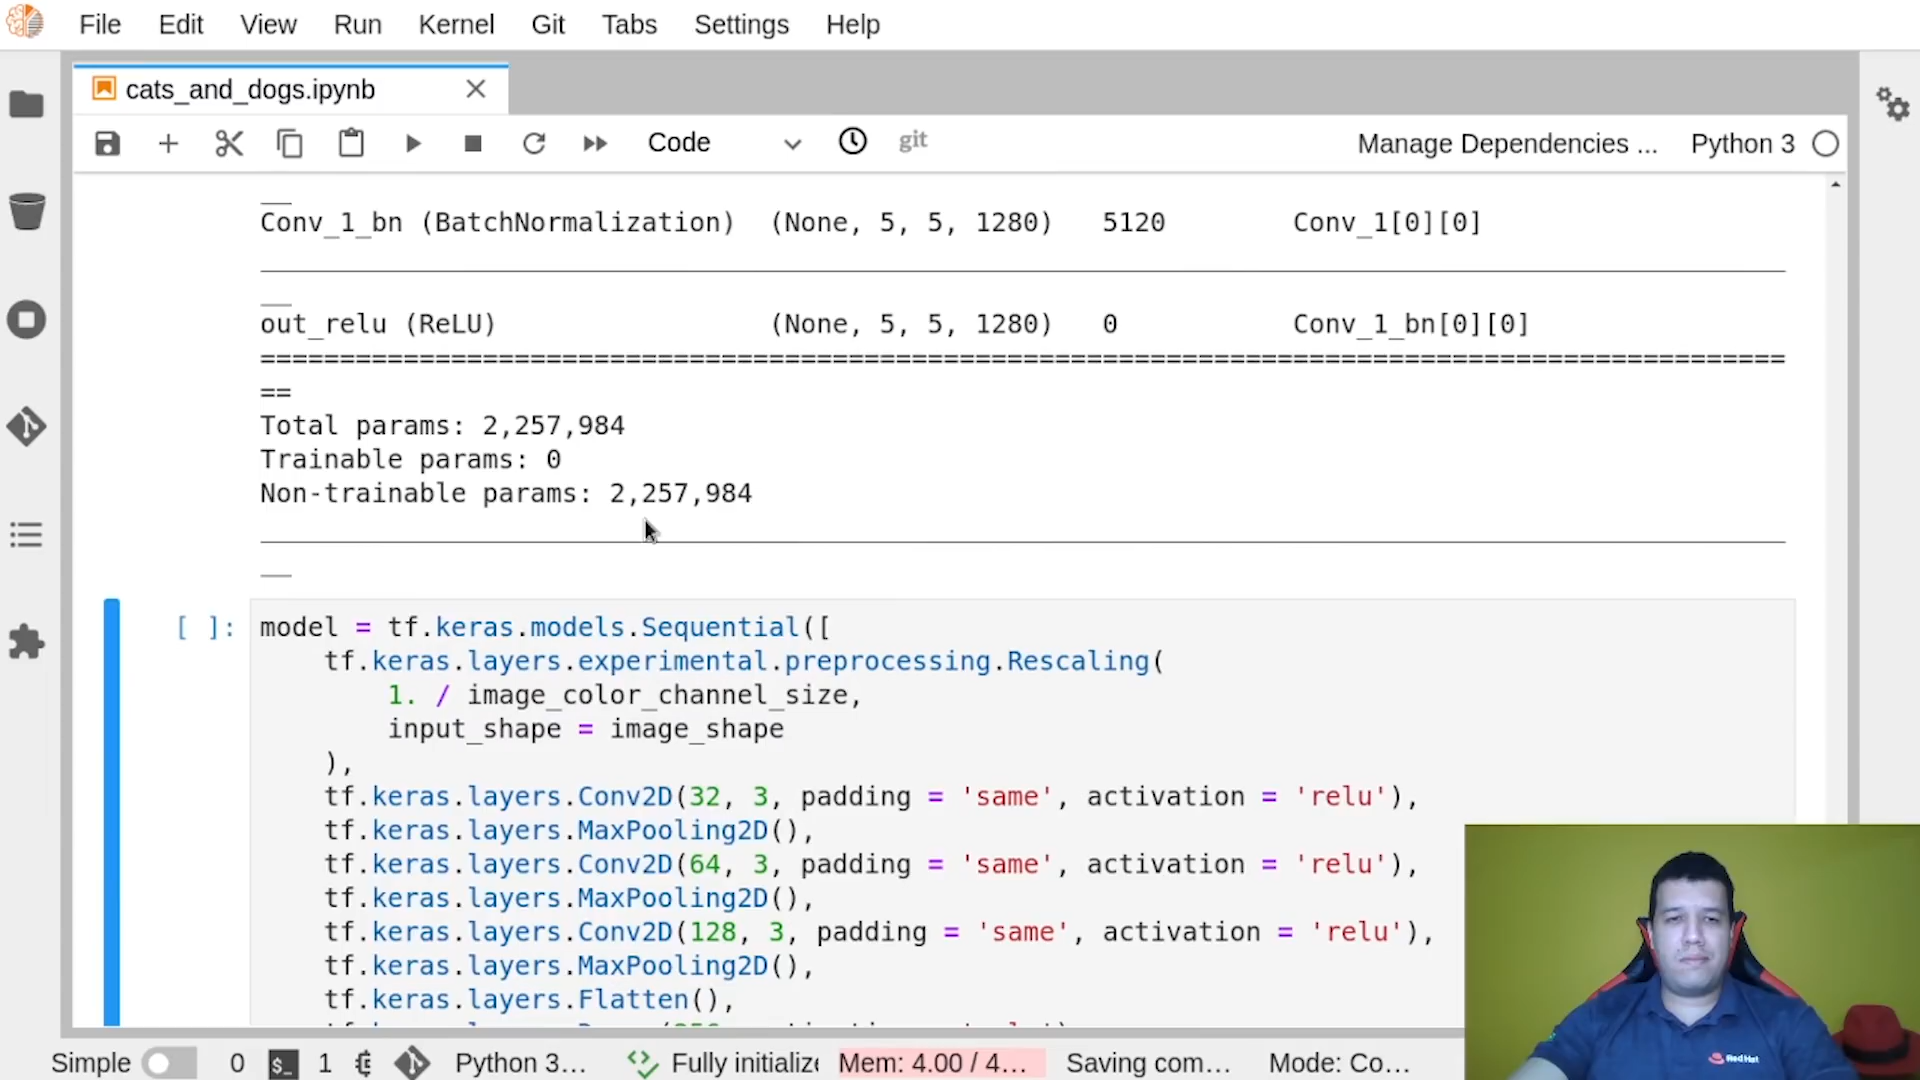 File Edit View Run Kernel Git Tabs Settings Help
cats_and_dogs.ipynb
Code git Manage Dependencies ... Python 3
__
Conv_1_bn (BatchNormalization) (None, 5, 5, 1280) 5120 Conv_1[0][0]
__
out_relu (ReLU) (None, 5, 5, 1280) 0 Conv_1_bn[0][0]
================================================================================================
==
Total params: 2,257,984
Trainable params: 0
Non-trainable params: 2,257,984
__
[ ]: model = tf.keras.models.Sequential([
tf.keras.layers.experimental.preprocessing.Rescaling(
1. / image_color_channel_size,
input_shape = image_shape
),
tf.keras.layers.Conv2D(32, 3, padding = 'same', activation = 'relu'),
tf.keras.layers.MaxPooling2D(),
tf.keras.layers.Conv2D(64, 3, padding = 'same', activation = 'relu'),
tf.keras.layers.MaxPooling2D(),
tf.keras.layers.Conv2D(128, 3, padding = 'same', activation = 'relu'),
tf.keras.layers.MaxPooling2D(),
tf.keras.layers.Flatten(),
Red Hat
Simple 0 $_ 1 Python 3... Fully initialize Mem: 4.00 / 4... Saving com... Mode: Co...